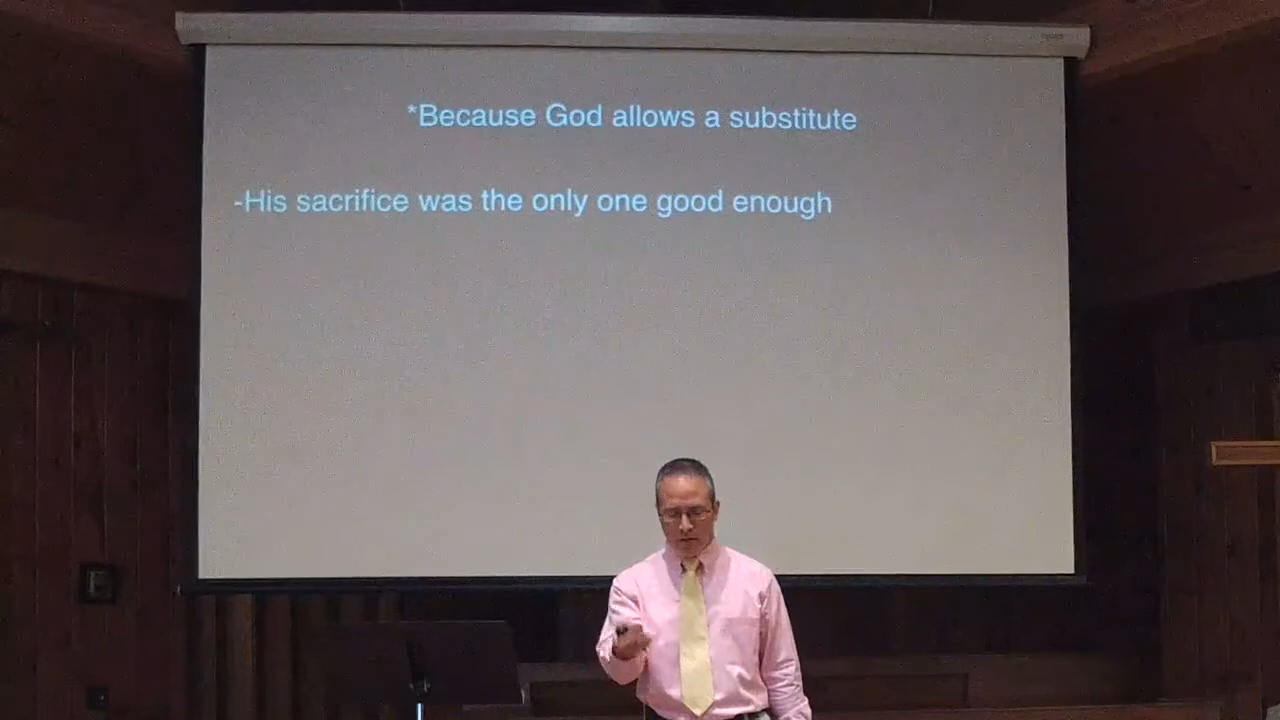 *Because God allows a substitute
-His sacrifice was the only one good enough